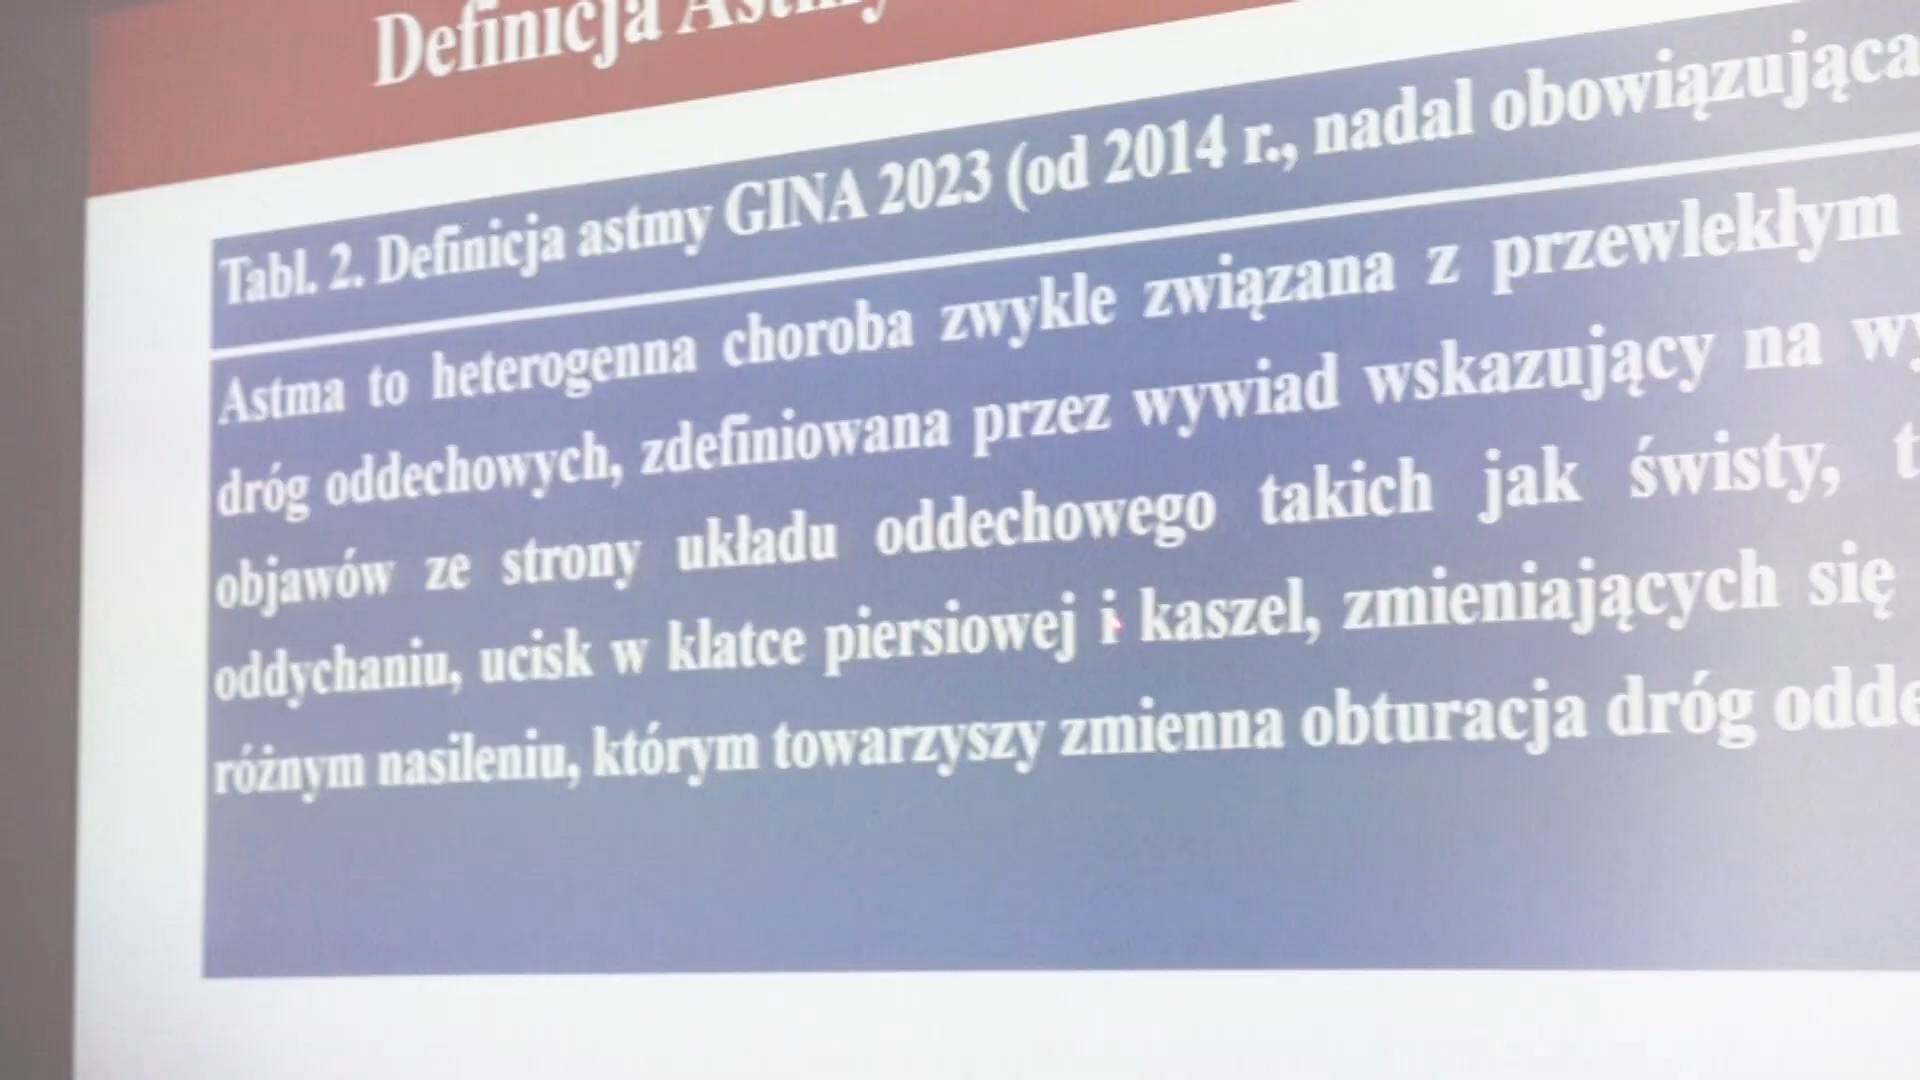 Definicja Astmy
Tabl. 2. Definicja astmy GINA 2023 (od 2014 r., nadal obowiązująca
Astma to heterogenna choroba zwykle związana z przewlekłym
dróg oddechowych, zdefiniowana przez wywiad wskazujący na
objawów ze strony układu oddechowego takich jak świsty,
oddychaniu, ucisk w klatce piersiowej i kaszel, zmieniających się
różnym nasileniu, którym towarzyszy zmienna obturacja dróg